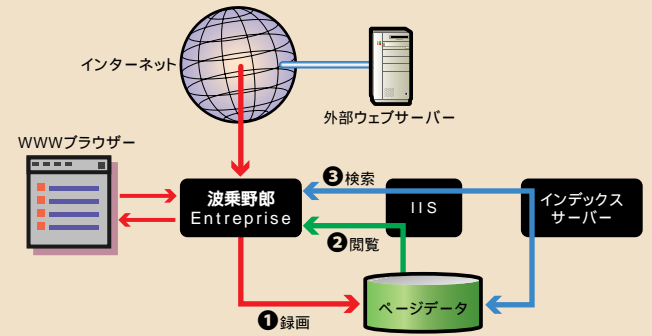 インターネット
外部ウェブサーバー
WWWブラウザー
波乗野郎
Entreprise
❸検索
IIS
インデックス
サーバー
❷閲覧
ページデータ
❶録画